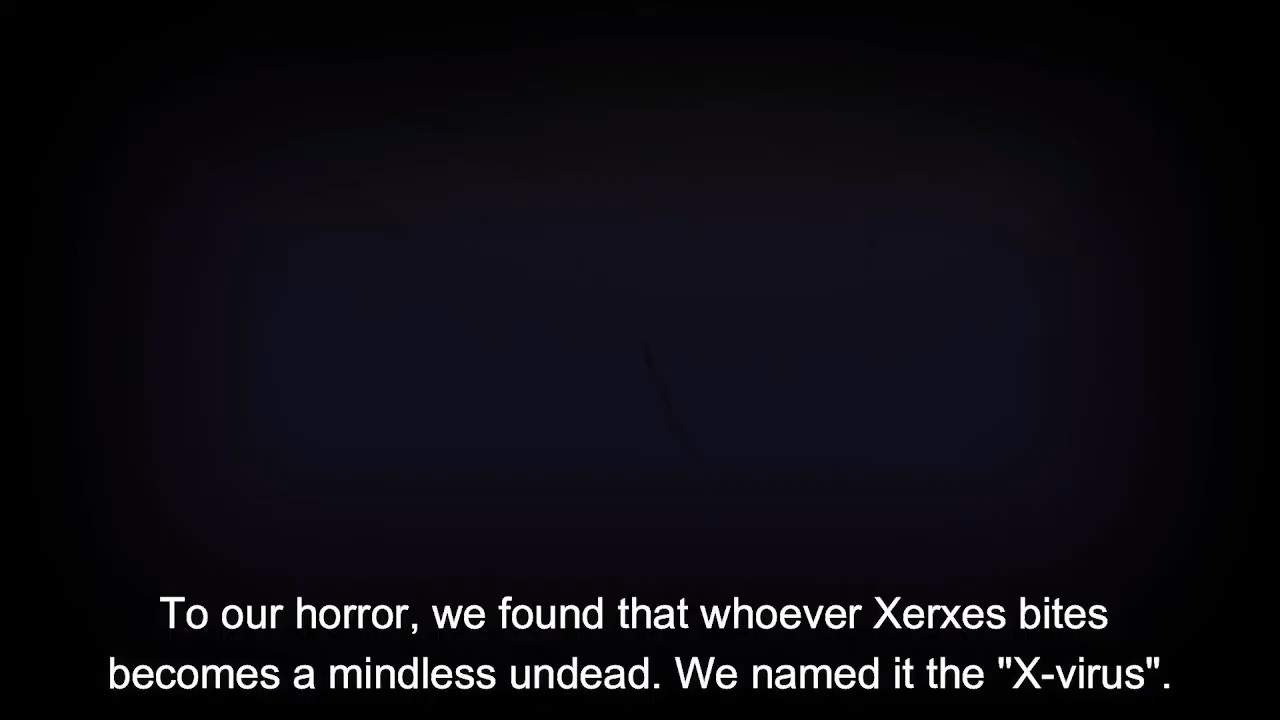 To our horror, we found that whoever Xerxes bites
becomes a mindless undead. We named it the "X-virus".